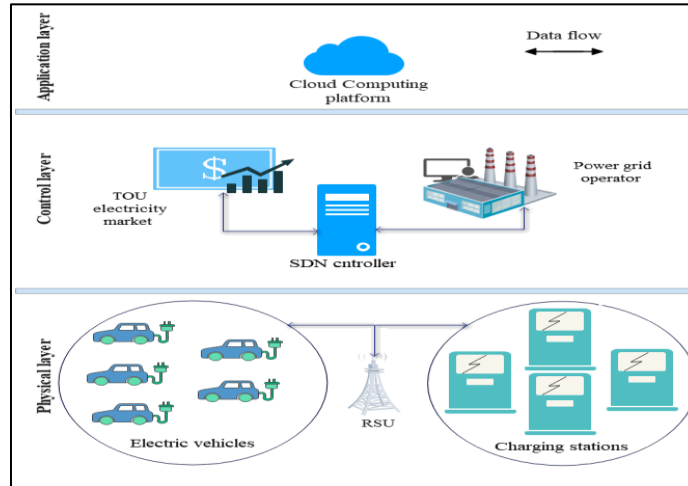 Application layer
Data flow
Cloud Computing
platform
Control layer
$
TOU
electricity
market
Power grid
operator
SDN cntroller
Physical layer
Electric vehicles
RSU
Charging stations